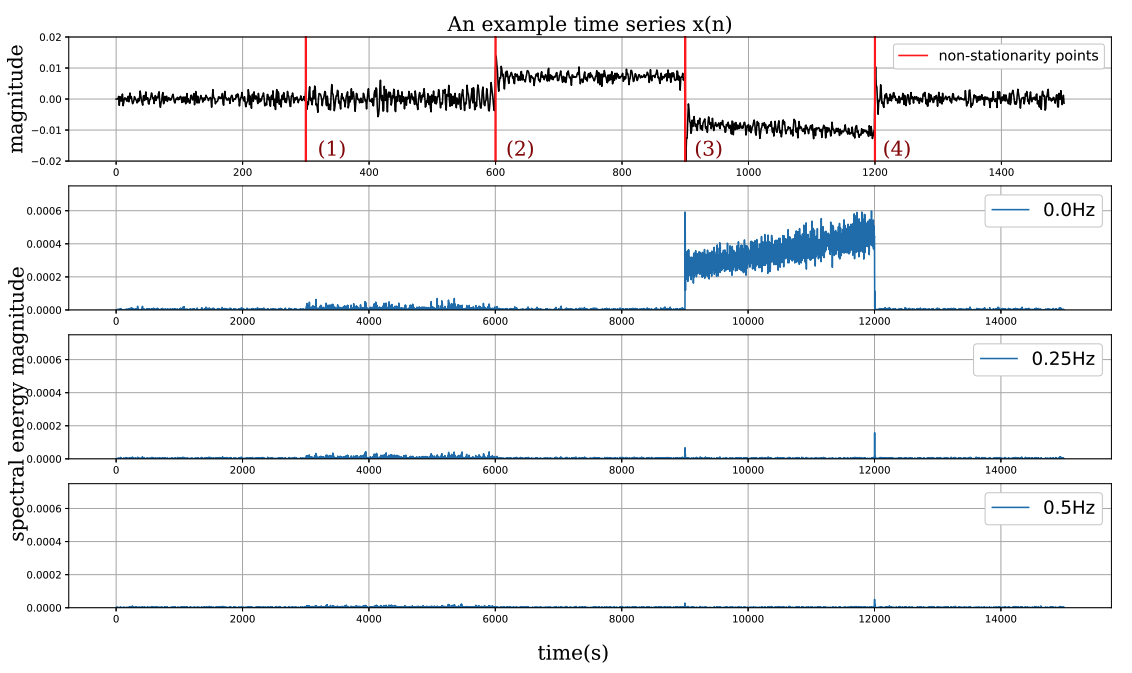 An example time series x(n)
magnitude
0.02
0.01
0.00
−0.01
−0.02
non-stationarity points
(1) (2) (3) (4)
0 200 400 600 800 1000 1200 1400
spectral energy magnitude
0.0006
0.0004
0.0002
0.0000
0.0Hz
0 2000 4000 6000 8000 10000 12000 14000
0.0006
0.0004
0.0002
0.0000
0.25Hz
0 2000 4000 6000 8000 10000 12000 14000
0.0006
0.0004
0.0002
0.0000
0.5Hz
0 2000 4000 6000 8000 10000 12000 14000
time(s)